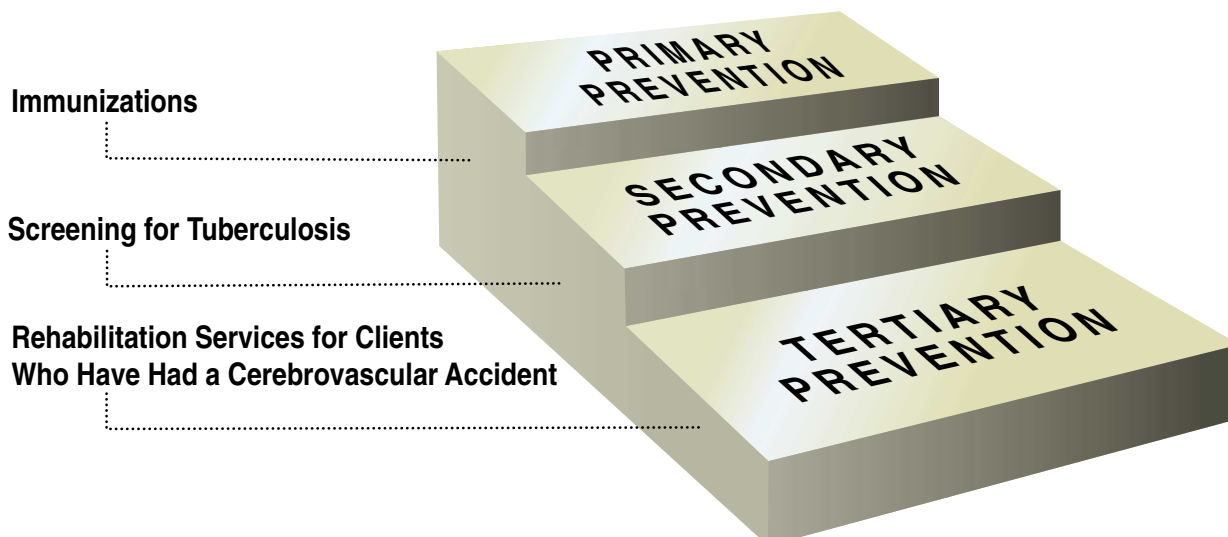 PRIMARY
PREVENTION
Immunizations
SECONDARY
PREVENTION
Screening for Tuberculosis
TERTIARY
PREVENTION
Rehabilitation Services for Clients
Who Have Had a Cerebrovascular Accident